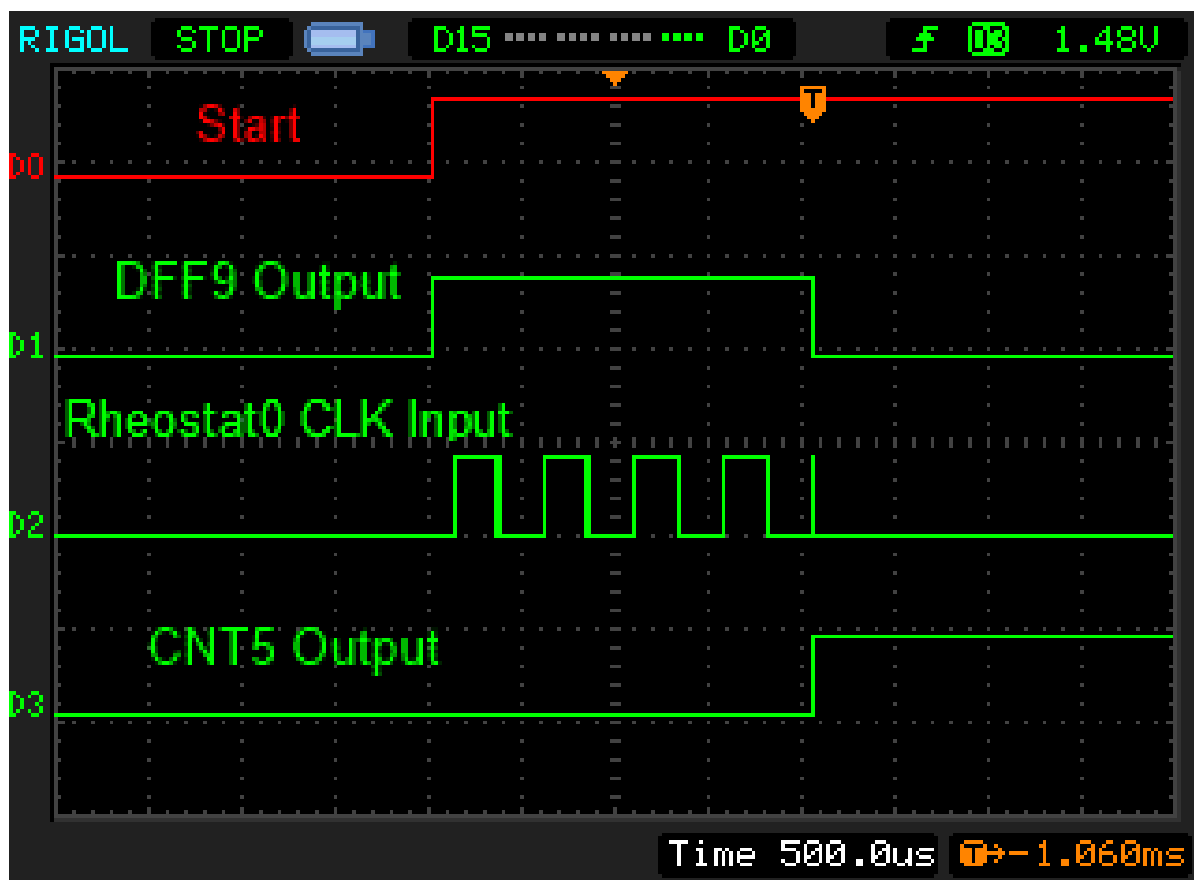 RIGOL STOP D15 D0 D3 1.48V
T
Start
D0
DFF9 Output
D1
Rheostat0 CLK Input
D2
CNT5 Output
D3
Time 500.0us T→-1.060ms